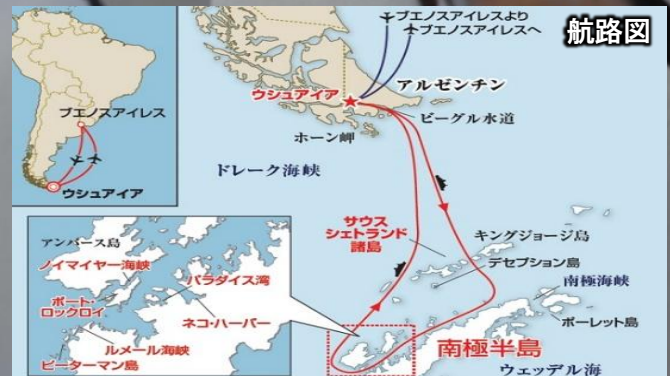 航路図
ブエノスアイレスより
ブエノスアイレスへ
アルゼンチン
ウシュアイア
ビーグル水道
ホーン岬
ドレーク海峡
ブエノスアイレス
ウシュアイア
サウス
シェトランド
諸島
キングジョージ島
デセプション島
南極海峡
ポーレット島
南極半島
ウェッデル海
アンバース島
ノイマイヤー海峡
パラダイス湾
ポート・
ロックロイ
ネコ・ハーバー
ルメール海峡
ピーターマン島